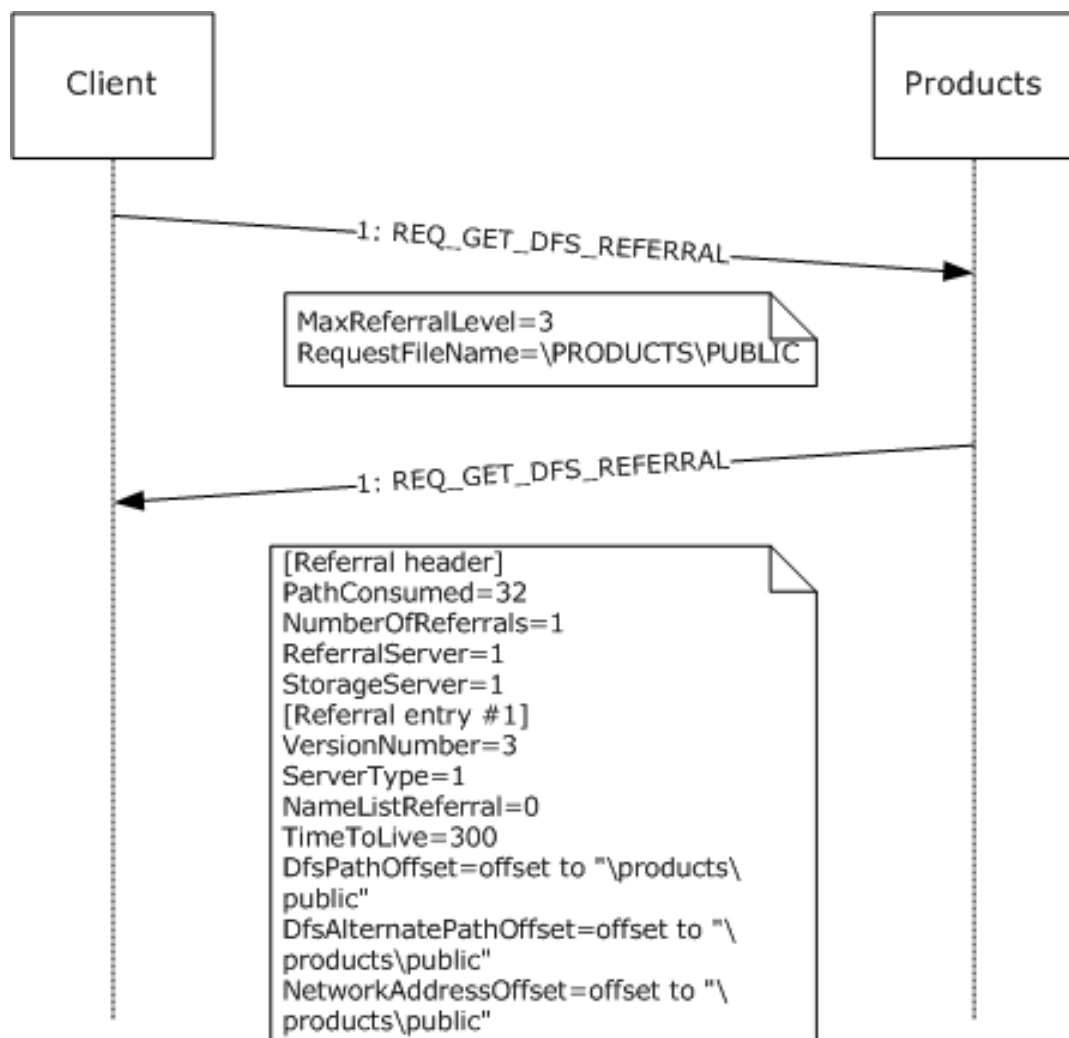 Client
Products
1: REQ_GET_DFS_REFERRAL
MaxReferralLevel=3
RequestFileName=\PRODUCTS\PUBLIC
1: REQ_GET_DFS_REFERRAL
[Referral header]
PathConsumed=32
NumberOfReferrals=1
ReferralServer=1
StorageServer=1
[Referral entry #1]
VersionNumber=3
ServerType=1
NameListReferral=0
TimeToLive=300
DfsPathOffset=offset to "\products\
public"
DfsAlternatePathOffset=offset to "\
products\public"
NetworkAddressOffset=offset to "\
products\public"